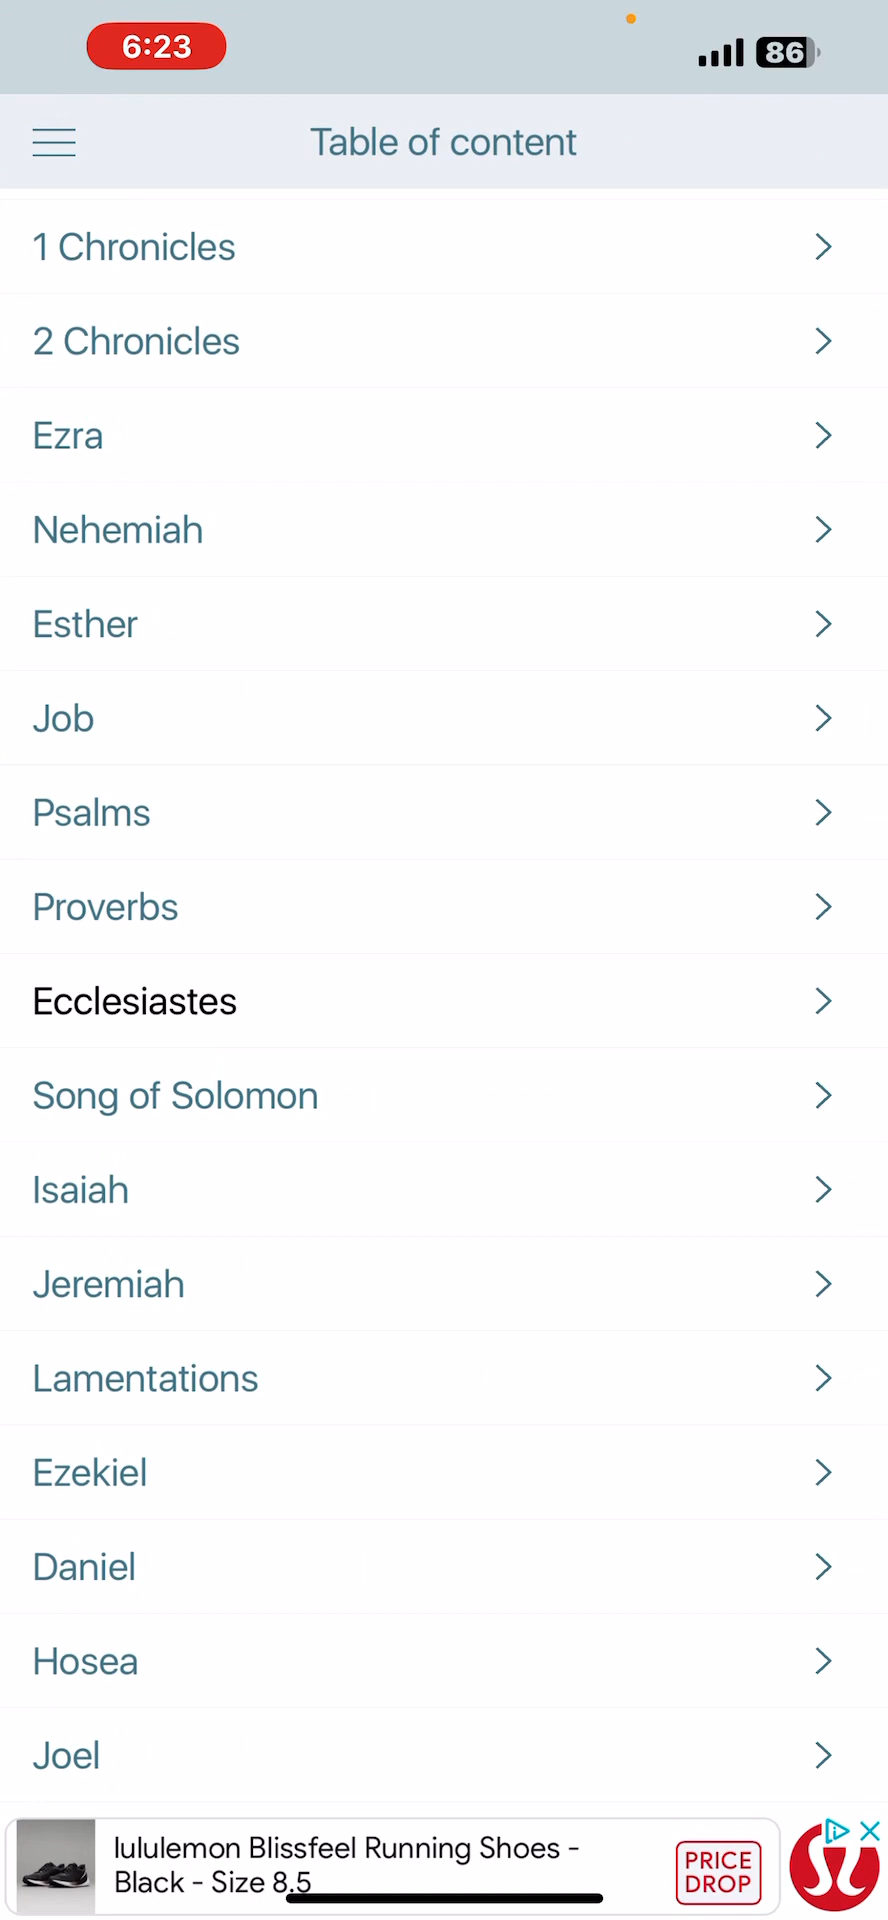 6:23
86
Table of content
1 Chronicles
2 Chronicles
Ezra
Nehemiah
Esther
Job
Psalms
Proverbs
Ecclesiastes
Song of Solomon
Isaiah
Jeremiah
Lamentations
Ezekiel
Daniel
Hosea
Joel
lululemon Blissfeel Running Shoes -
Black - Size 8.5
PRICE
DROP